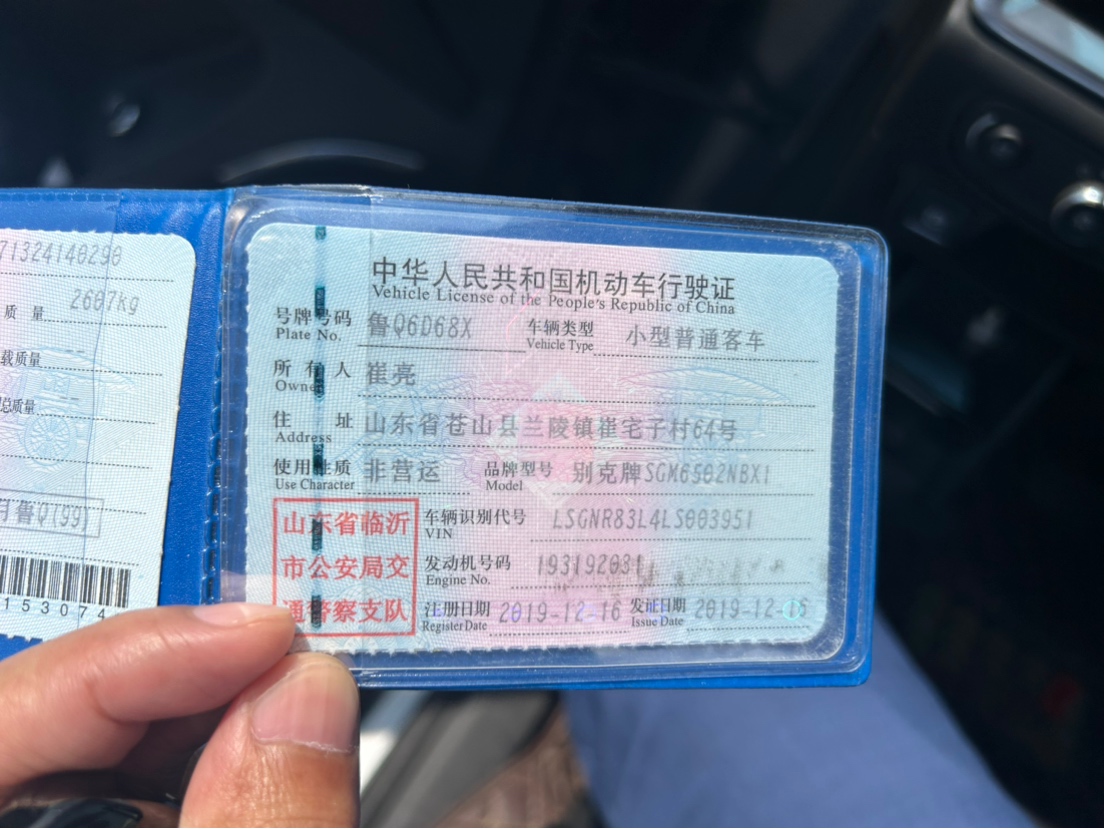 71324140290
质 量 2607kg
载质量
总质量
月鲁Q(99)
153074
中华人民共和国机动车行驶证
Vehicle License of the People's Republic of China
号牌号码 鲁Q6D68X 车辆类型 小型普通客车
Plate No. Vehicle Type
所有人 崔亮
Owner
住 址 山东省苍山县兰陵镇崔宅子村64号
Address
使用性质 非营运 品牌型号 别克牌SGM6502NBX1
Use Character Model
山东省临沂
市公安局交
通警察支队
车辆识别代号 LSGNR83L4LS003951
VIN
发动机号码 193192031
Engine No.
注册日期 2019-12-16 发证日期 2019-12-16
Register Date Issue Date